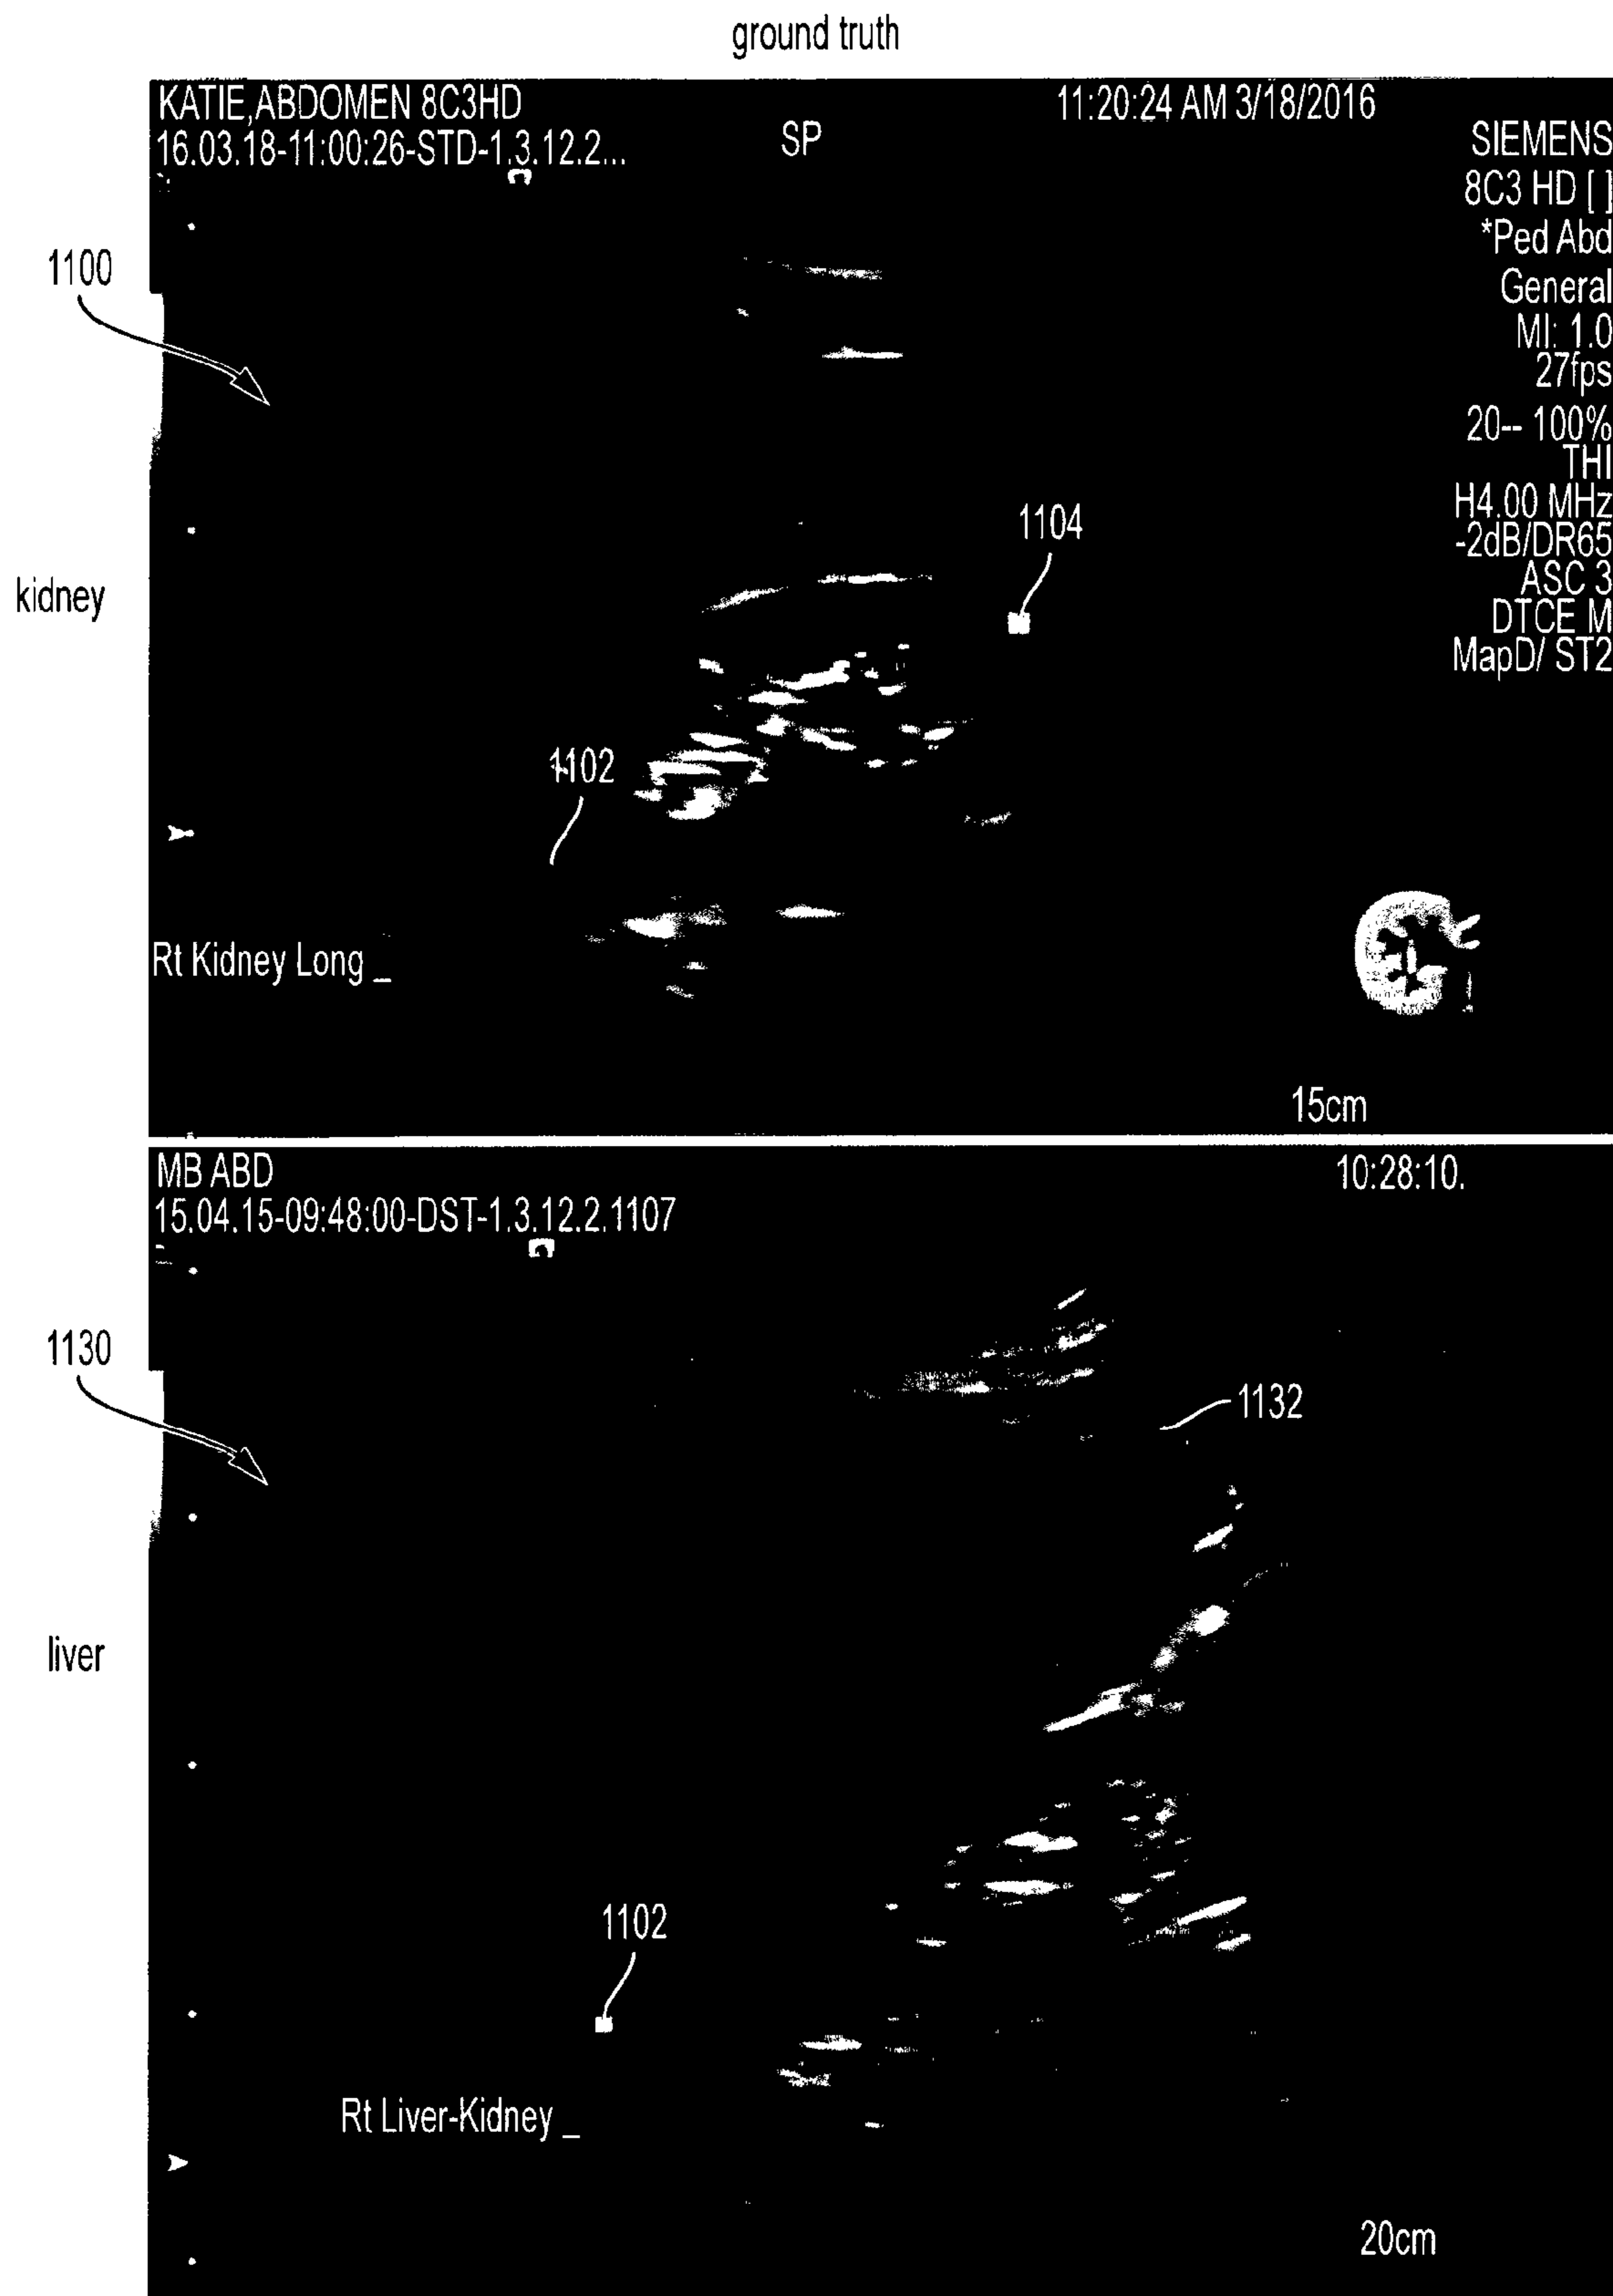 ground truth
KATIE,ABDOMEN 8C3HD
11:20:24 AM 3/18/2016
16.03.18-11:00:26-STD-1.3.12.2...
SP
SIEMENS
8C3 HD [ ]
*Ped Abd
General
MI: 1.0
27fps
20-- 100%
THI
H4.00 MHz
-2dB/DR65
ASC 3
DTCE M
MapD/ ST2
1100
1104
kidney
1102
Rt Kidney Long _
15cm
MB ABD
10:28:10.
15.04.15-09:48:00-DST-1.3.12.2.1107
1130
1132
liver
1102
Rt Liver-Kidney _
20cm